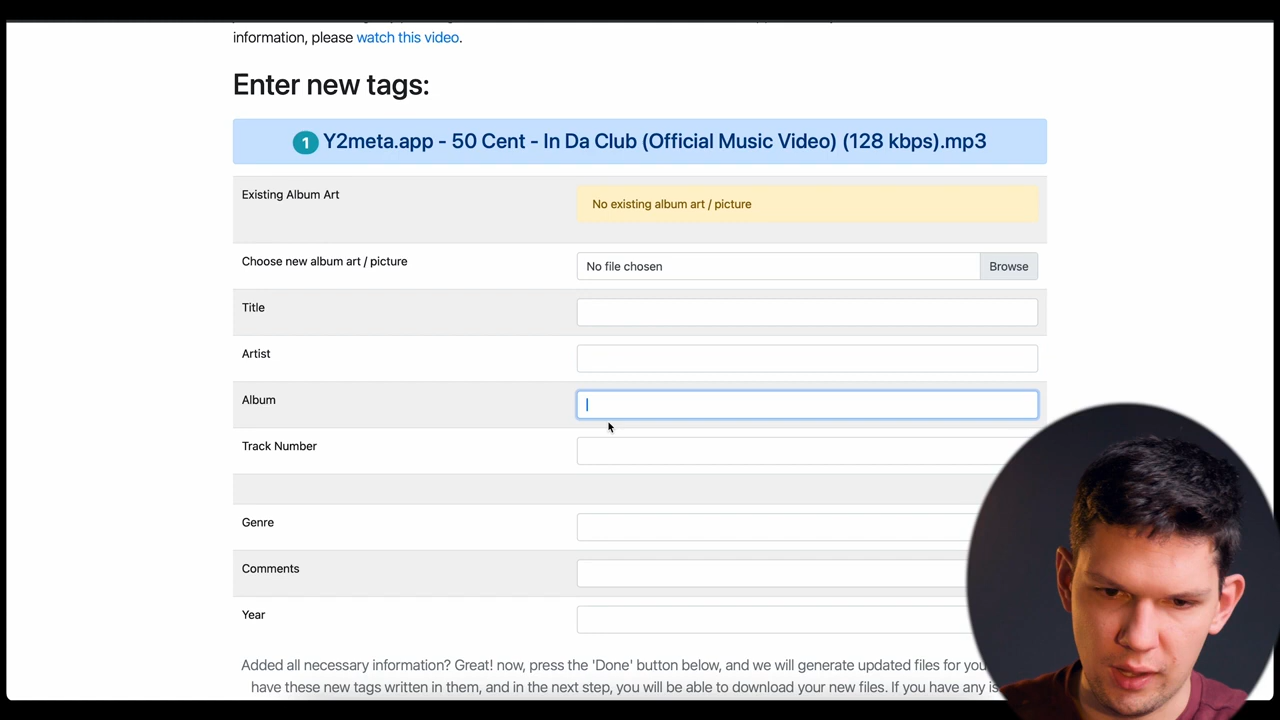 information, please watch this video.
Enter new tags:
1 Y2meta.app - 50 Cent - In Da Club (Official Music Video) (128 kbps).mp3
Existing Album Art
No existing album art / picture
Choose new album art / picture
No file chosen
Browse
Title
Artist
Album
Track Number
Genre
Comments
Year
Added all necessary information? Great! now, press the 'Done' button below, and we will generate updated files for you
have these new tags written in them, and in the next step, you will be able to download your new files. If you have any